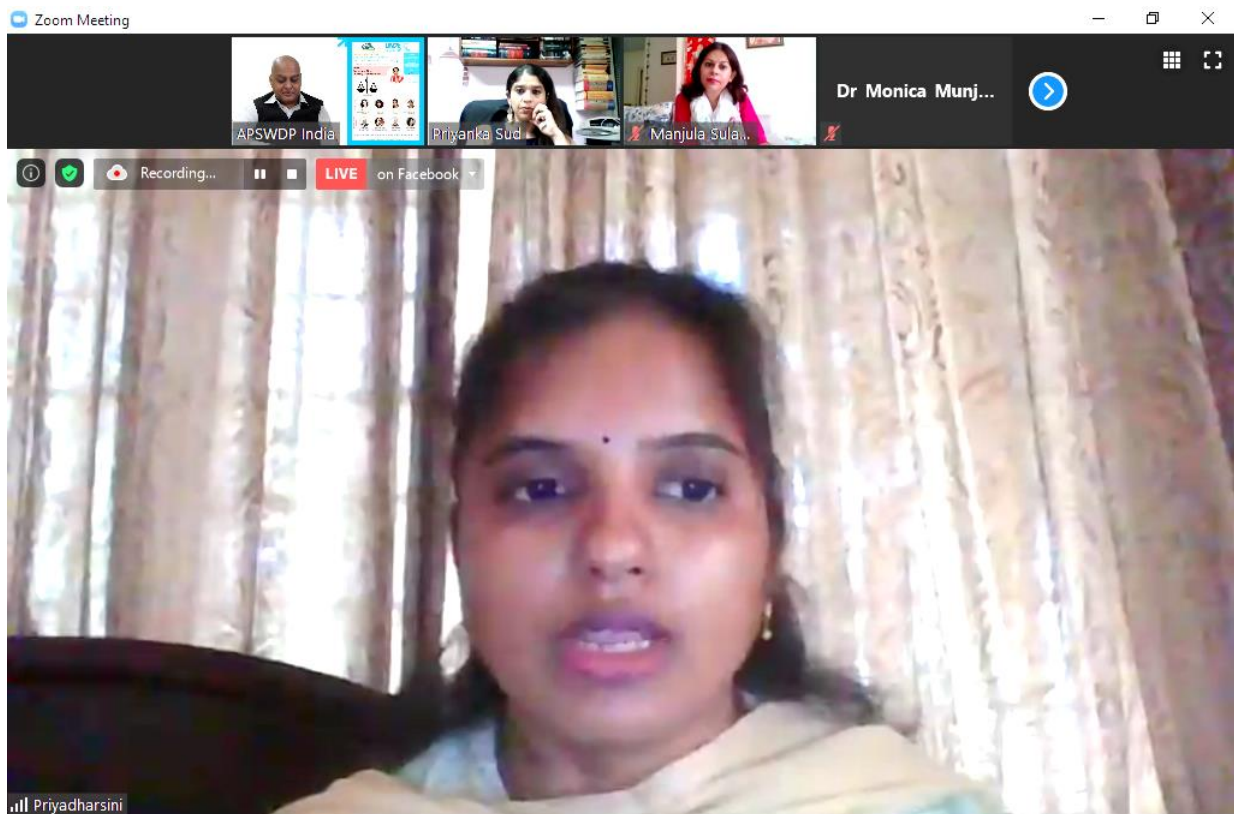 Zoom Meeting
APSWDP India
Priyanka Sud
Manjula Sula...
Dr Monica Munj...
Recording...
LIVE on Facebook
Priyadharsini